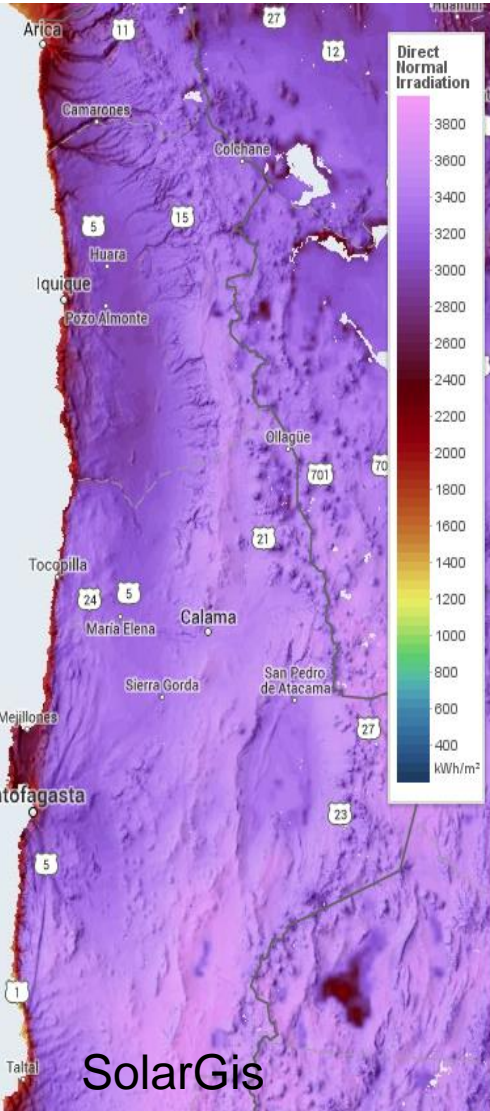 Arica
11
27
12
Direct
Normal
Irradiation
3800
3600
3400
3200
3000
2800
2600
2400
2200
2000
1800
1600
1400
1200
1000
800
600
400
kWh/m²
Camarones
Colchane
5
15
Huara
Iquique
Pozo Almonte
Ollagüe
701
70
21
Tocopilla
24
5
María Elena
Calama
Sierra Gorda
San Pedro
de Atacama
Mejillones
27
tofagasta
23
5
1
Taltal
SolarGis